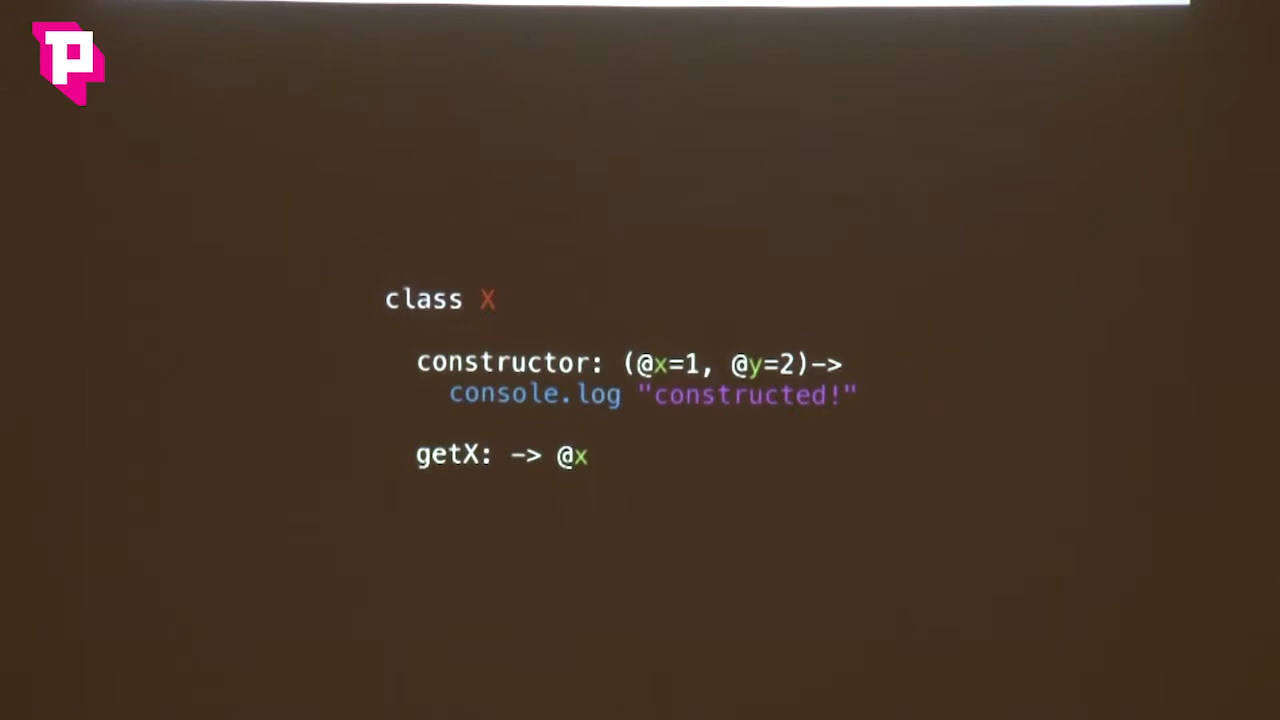 P
class X
constructor: (@x=1, @y=2)->
console.log "constructed!"
getX: -> @x